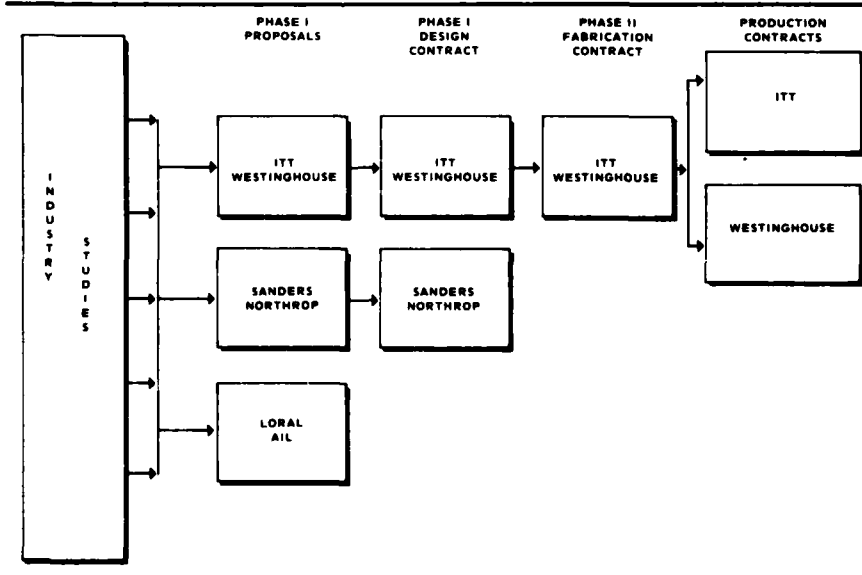 PHASE I
PROPOSALS
PHASE I
DESIGN
CONTRACT
PHASE II
FABRICATION
CONTRACT
PRODUCTION
CONTRACTS
INDUSTRY
STUDIES
ITT
WESTINGHOUSE
ITT
WESTINGHOUSE
ITT
WESTINGHOUSE
ITT
WESTINGHOUSE
SANDERS
NORTHROP
SANDERS
NORTHROP
LORAL
AIL